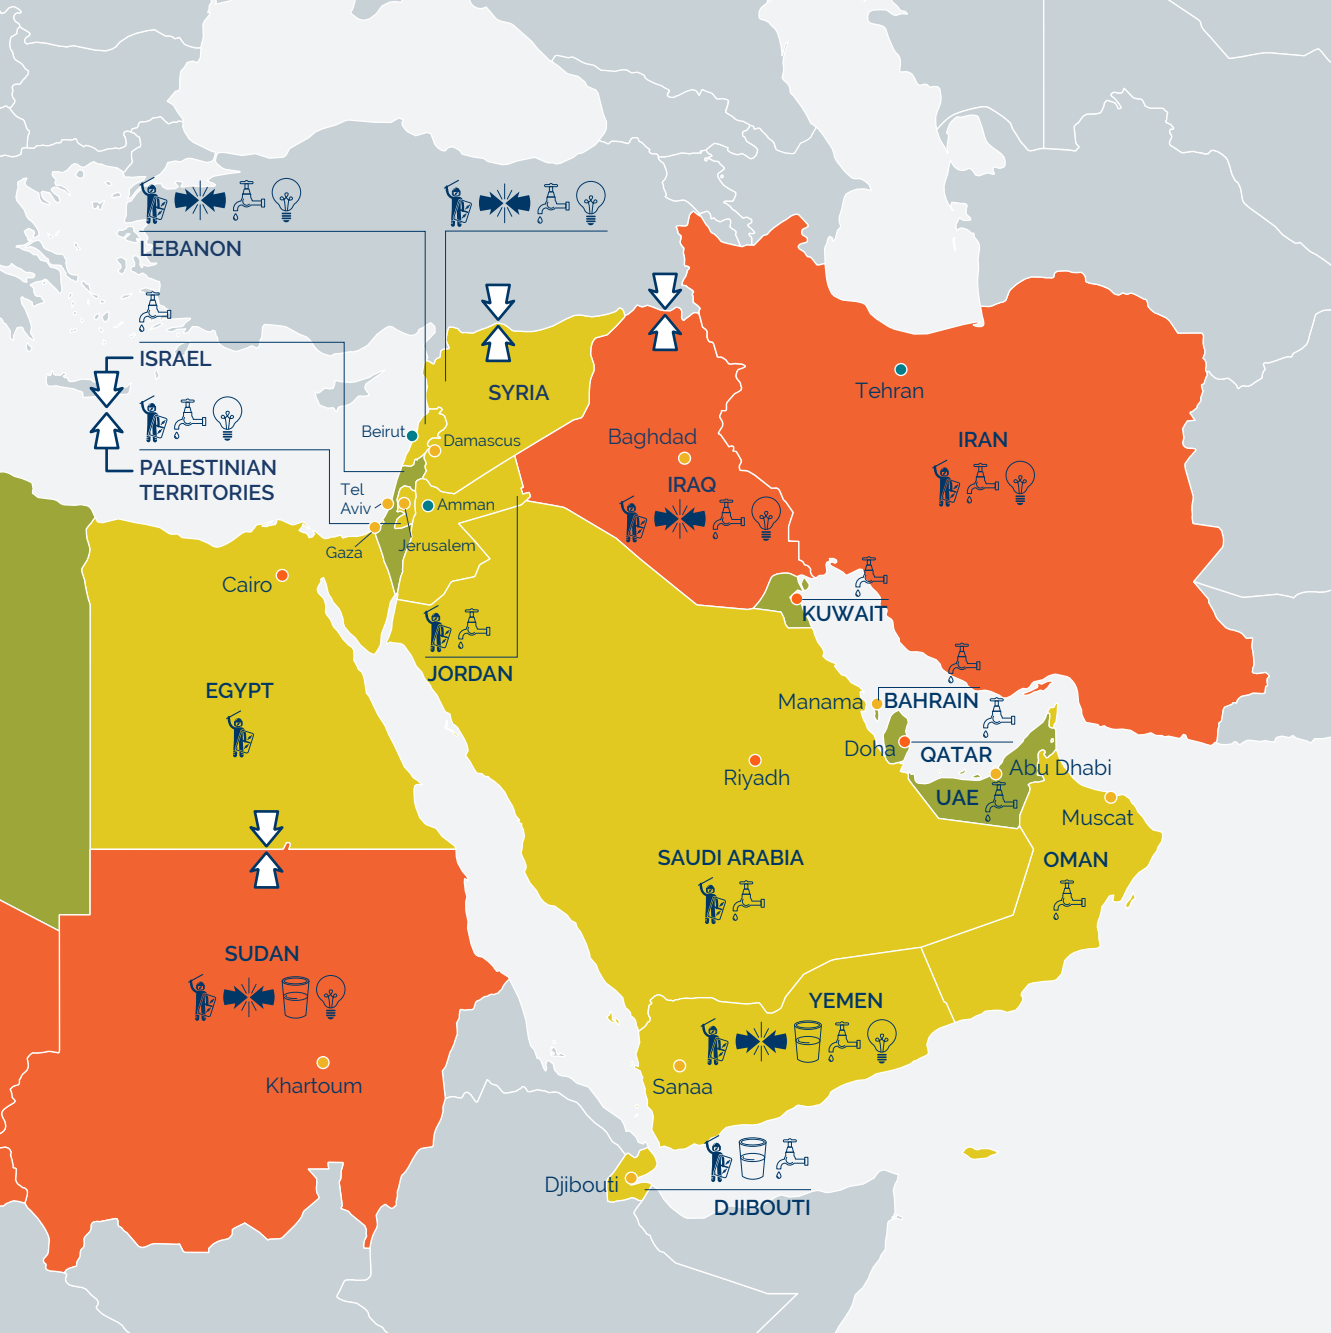 LEBANON
ISRAEL
SYRIA
Tehran
Beirut
Damascus
Baghdad
IRAN
PALESTINIAN
TERRITORIES
IRAQ
Tel
Aviv
Amman
Gaza
Jerusalem
Cairo
KUWAIT
JORDAN
EGYPT
Manama
BAHRAIN
Doha
QATAR
Abu Dhabi
Riyadh
UAE
Muscat
SAUDI ARABIA
OMAN
SUDAN
YEMEN
Khartoum
Sanaa
Djibouti
DJIBOUTI